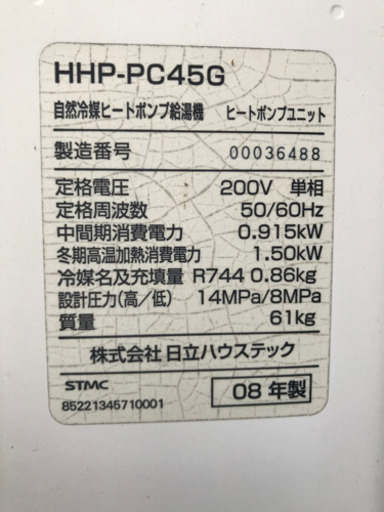 HHP-PC45G
自然冷媒ヒートポンプ給湯機 ヒートポンプユニット
製造番号 00036488
定格電圧 200V 単相
定格周波数 50/60Hz
中間期消費電力 0.915kW
冬期高温加熱消費電力 1.50kW
冷媒名及充填量 R744 0.86kg
設計圧力(高/低) 14MPa/8MPa
質量 61kg
株式会社 日立ハウステック
STMC
08 年製
85221345710001